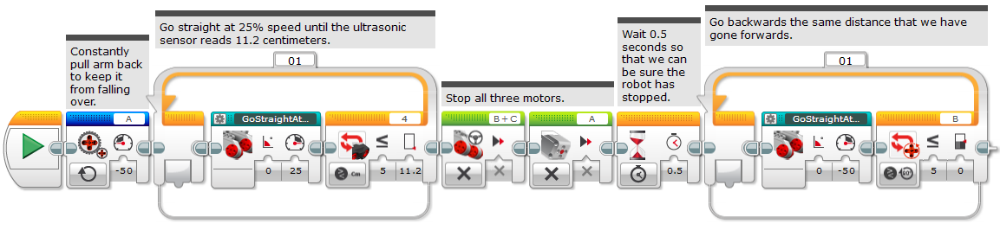 Constantly
pull arm back
to keep it
from falling
over.
A
-50
Go straight at 25% speed until the ultrasonic
sensor reads 11.2 centimeters.
01
GoStraightAt...
0 25
4
≤
Cm 5 11.2
Stop all three motors.
B+C
A
Wait 0.5
seconds so
that we can
be sure the
robot has
stopped.
0.5
Go backwards the same distance that we have
gone forwards.
01
GoStraightAt...
0 -50
B
≤
90° 5 0